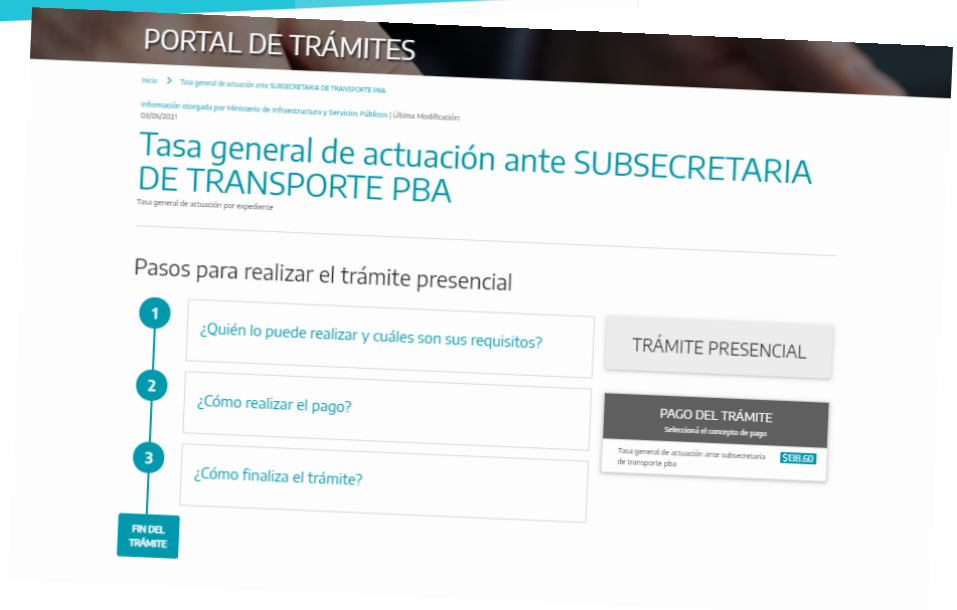 PORTAL DE TRÁMITES
Inicio > Tasa general de actuación ante SUBSECRETARIA DE TRANSPORTE PBA
Información otorgada por Ministerio de Infraestructura y Servicios Públicos | Última Modificación:
03/05/2021
Tasa general de actuación ante SUBSECRETARIA
DE TRANSPORTE PBA
Tasa general de actuación por expediente
Pasos para realizar el trámite presencial
1
¿Quién lo puede realizar y cuáles son sus requisitos?
2
¿Cómo realizar el pago?
3
¿Cómo finaliza el trámite?
FIN DEL
TRÁMITE
TRÁMITE PRESENCIAL
PAGO DEL TRÁMITE
Seleccioná el concepto de pago
Tasa general de actuación ante subsecretaria
de transporte pba
$138.60